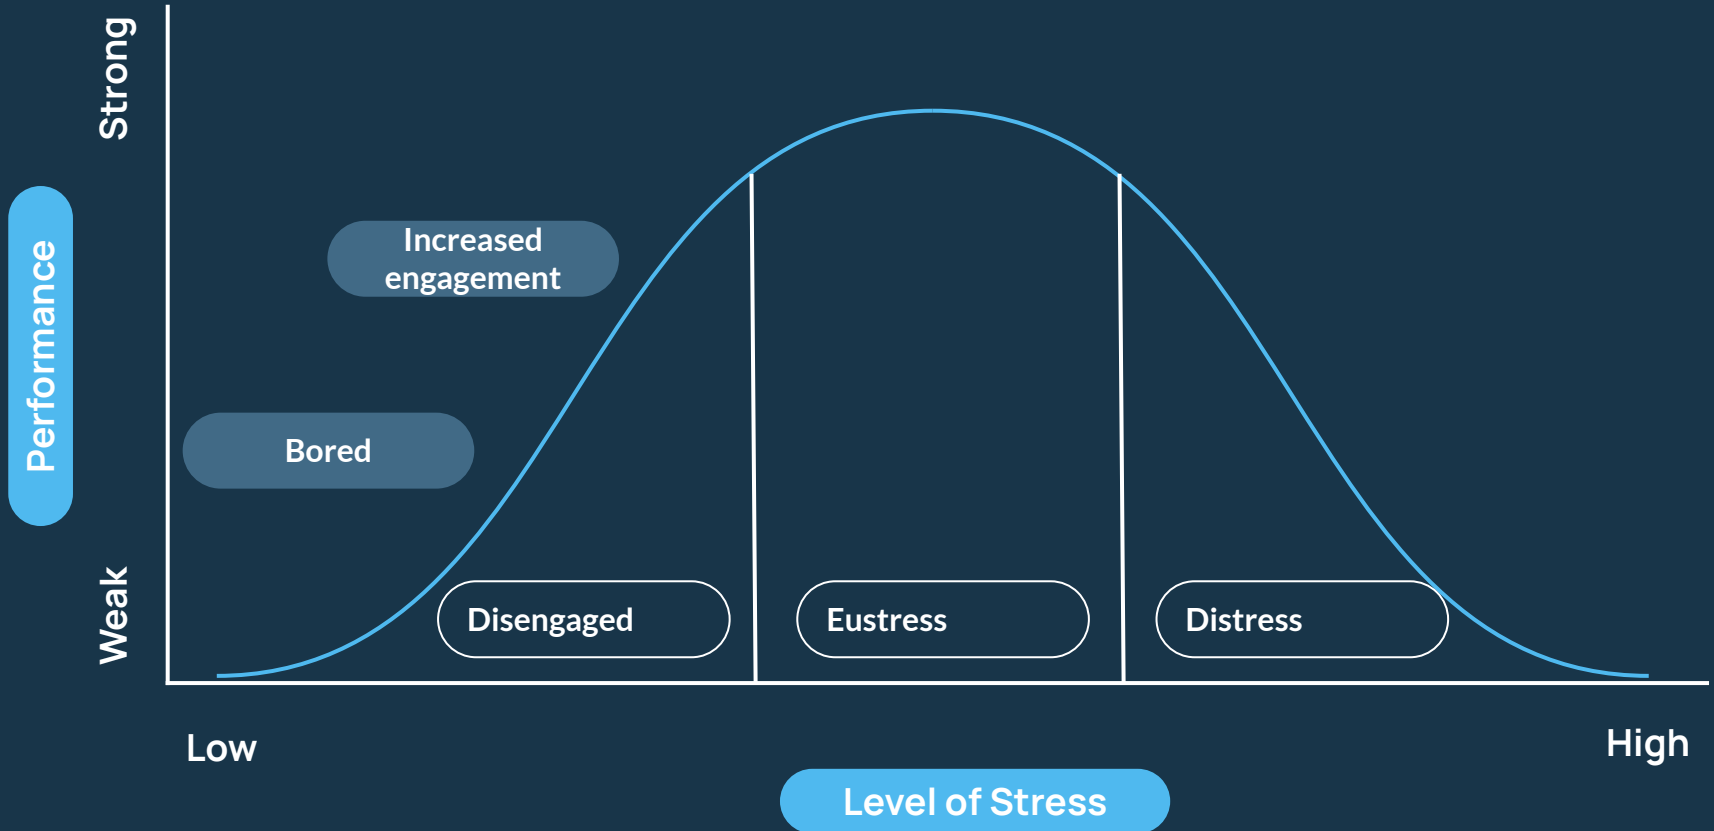 Strong
Performance
Weak
Increased
engagement
Bored
Disengaged
Eustress
Distress
Low
High
Level of Stress